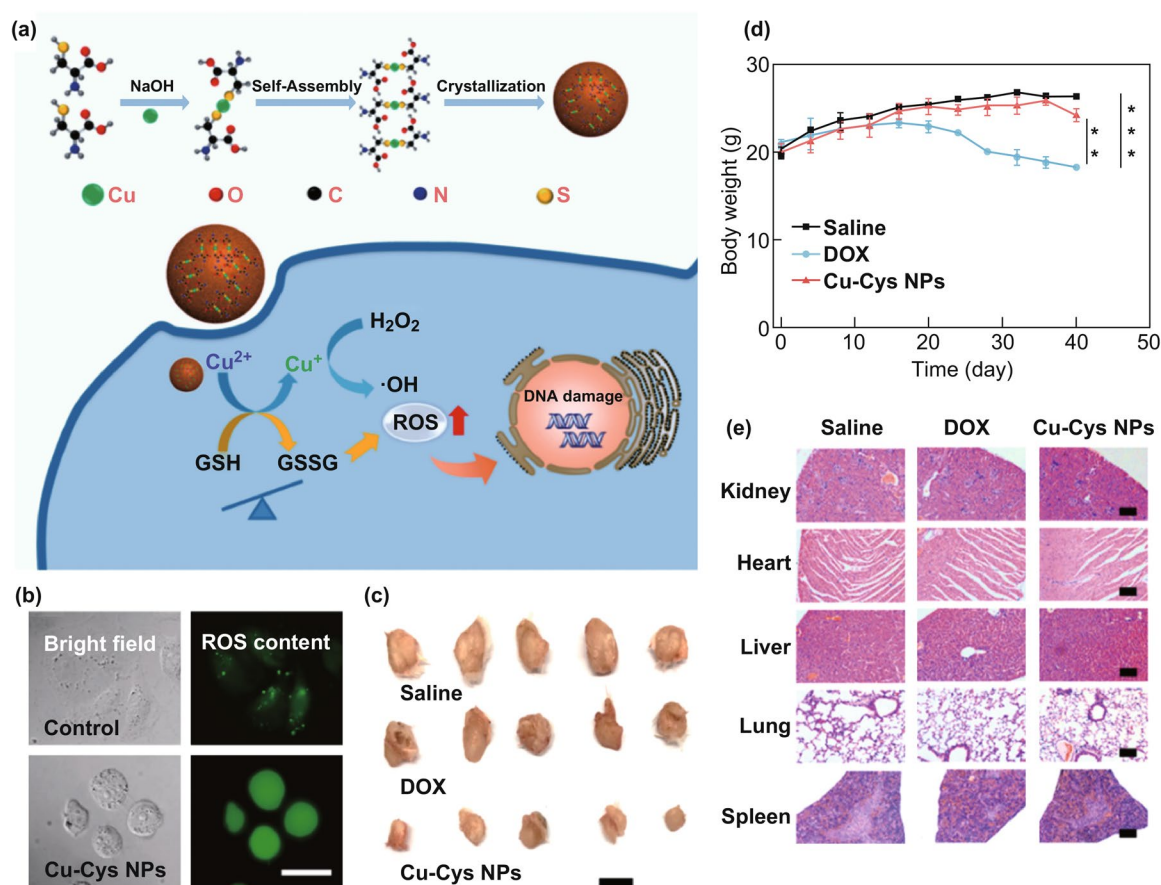 (a)
NaOH
Self-Assembly
Crystallization
Cu
O
C
N
S
H₂O₂
Cu²⁺
Cu⁺
·OH
ROS
DNA damage
GSH
GSSG
(b)
Bright field
ROS content
Control
Cu-Cys NPs
(c)
Saline
DOX
Cu-Cys NPs
(d)
30
20
10
0
Body weight (g)
Saline
DOX
Cu-Cys NPs
**
***
0 10 20 30 40 50
Time (day)
(e)
Saline DOX Cu-Cys NPs
Kidney
Heart
Liver
Lung
Spleen